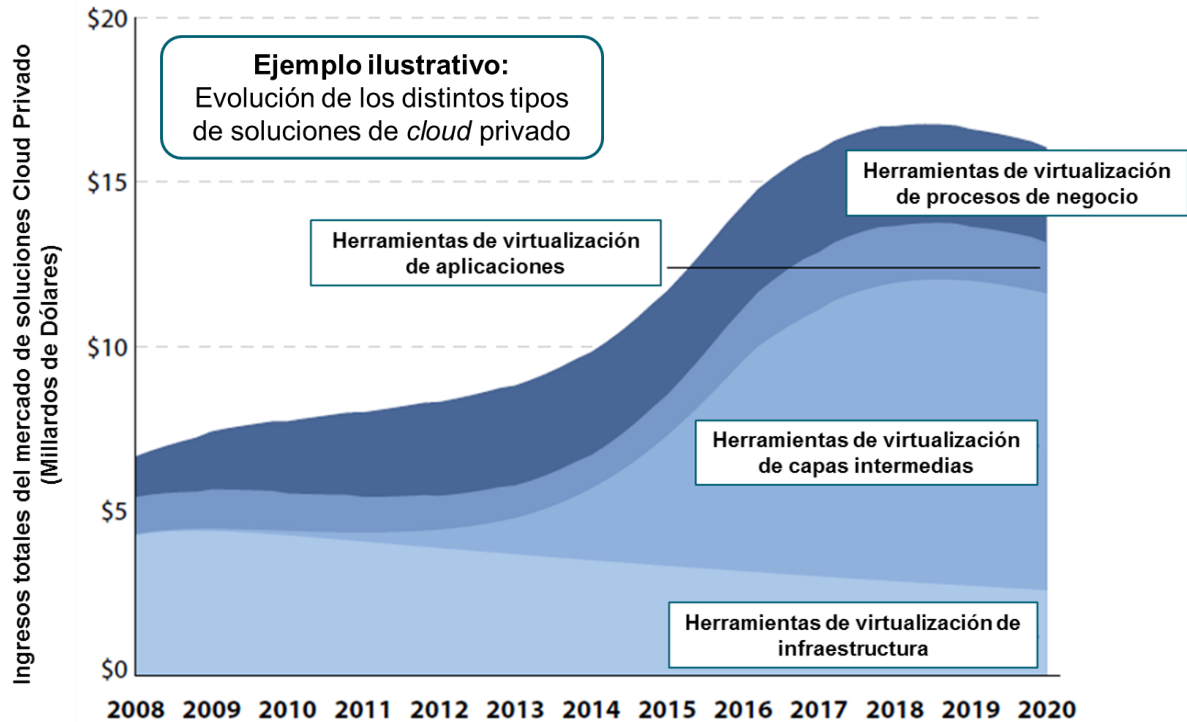 Ingresos totales del mercado de soluciones Cloud Privado
(Millardos de Dólares)
$20
$15
$10
$5
$0
Ejemplo ilustrativo:
Evolución de los distintos tipos
de soluciones de cloud privado
Herramientas de virtualización
de procesos de negocio
Herramientas de virtualización
de aplicaciones
Herramientas de virtualización
de capas intermedias
Herramientas de virtualización de
infraestructura
2008 2009 2010 2011 2012 2013 2014 2015 2016 2017 2018 2019 2020